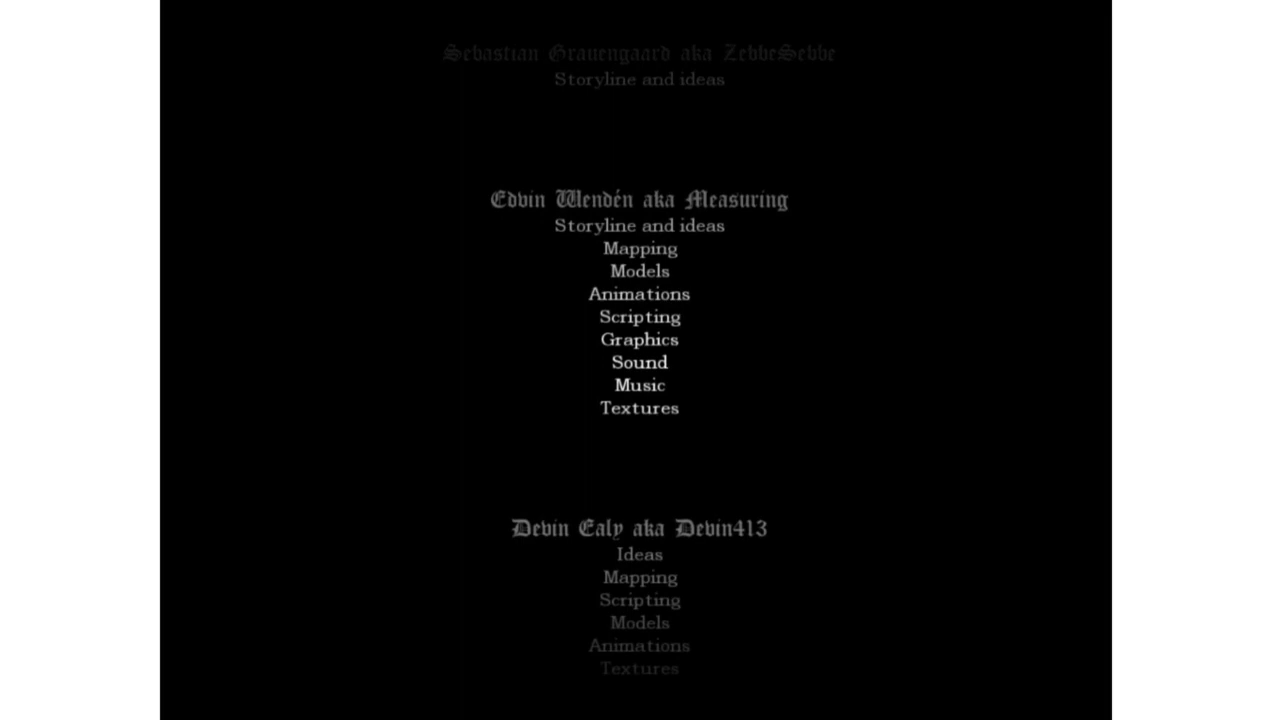 Sebastian Grauengaard aka ZebbeSebbe
Storyline and ideas
Edvin Wendén aka Measuring
Storyline and ideas
Mapping
Models
Animations
Scripting
Graphics
Sound
Music
Textures
Devin Ealy aka Devin413
Ideas
Mapping
Scripting
Models
Animations
Textures